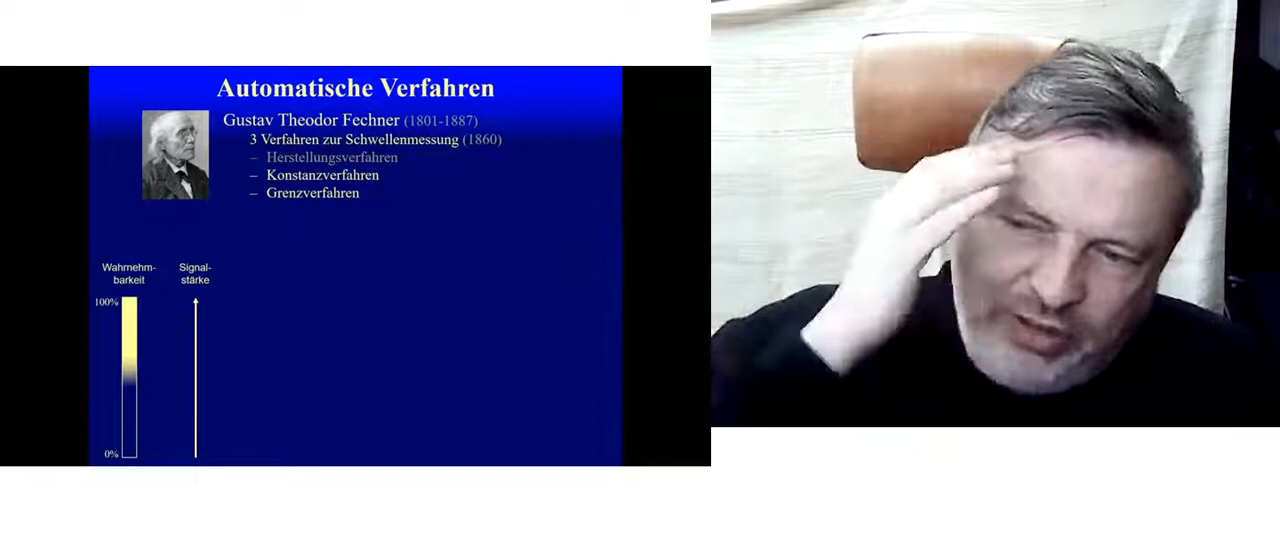 Automatische Verfahren
Gustav Theodor Fechner (1801-1887)
3 Verfahren zur Schwellenmessung (1860)
– Herstellungsverfahren
– Konstanzverfahren
– Grenzverfahren
Wahrnehm-
barkeit
Signal-
stärke
100%
0%